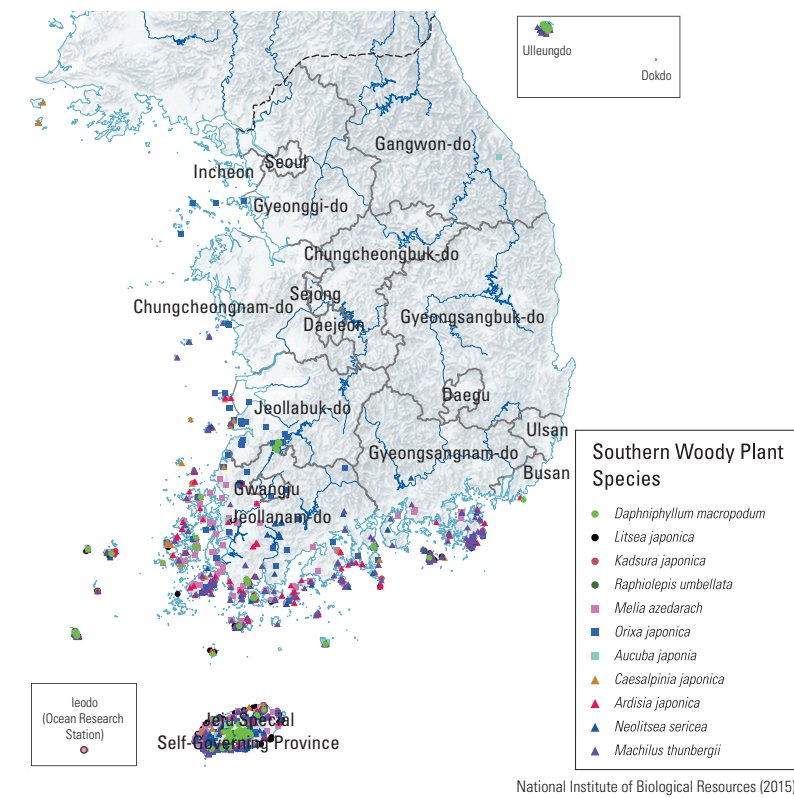 Ulleungdo
Dokdo
Gangwon-do
Seoul
Incheon
Gyeonggi-do
Chungcheongbuk-do
Sejong
Chungcheongnam-do
Daejeon
Gyeongsangbuk-do
Daegu
Jeollabuk-do
Ulsan
Gyeongsangnam-do
Busan
Gwangju
Jeollanam-do
Southern Woody Plant
Species
Daphniphyllum macropodum
Litsea japonica
Kadsura japonica
Raphiolepis umbellata
Melia azedarach
Orixa japonica
Aucuba japonia
Caesalpinia japonica
Ardisia japonica
Neolitsea sericea
Machilus thunbergii
Ieodo
(Ocean Research
Station)
Jeju Special
Self-Governing Province
National Institute of Biological Resources (2015)